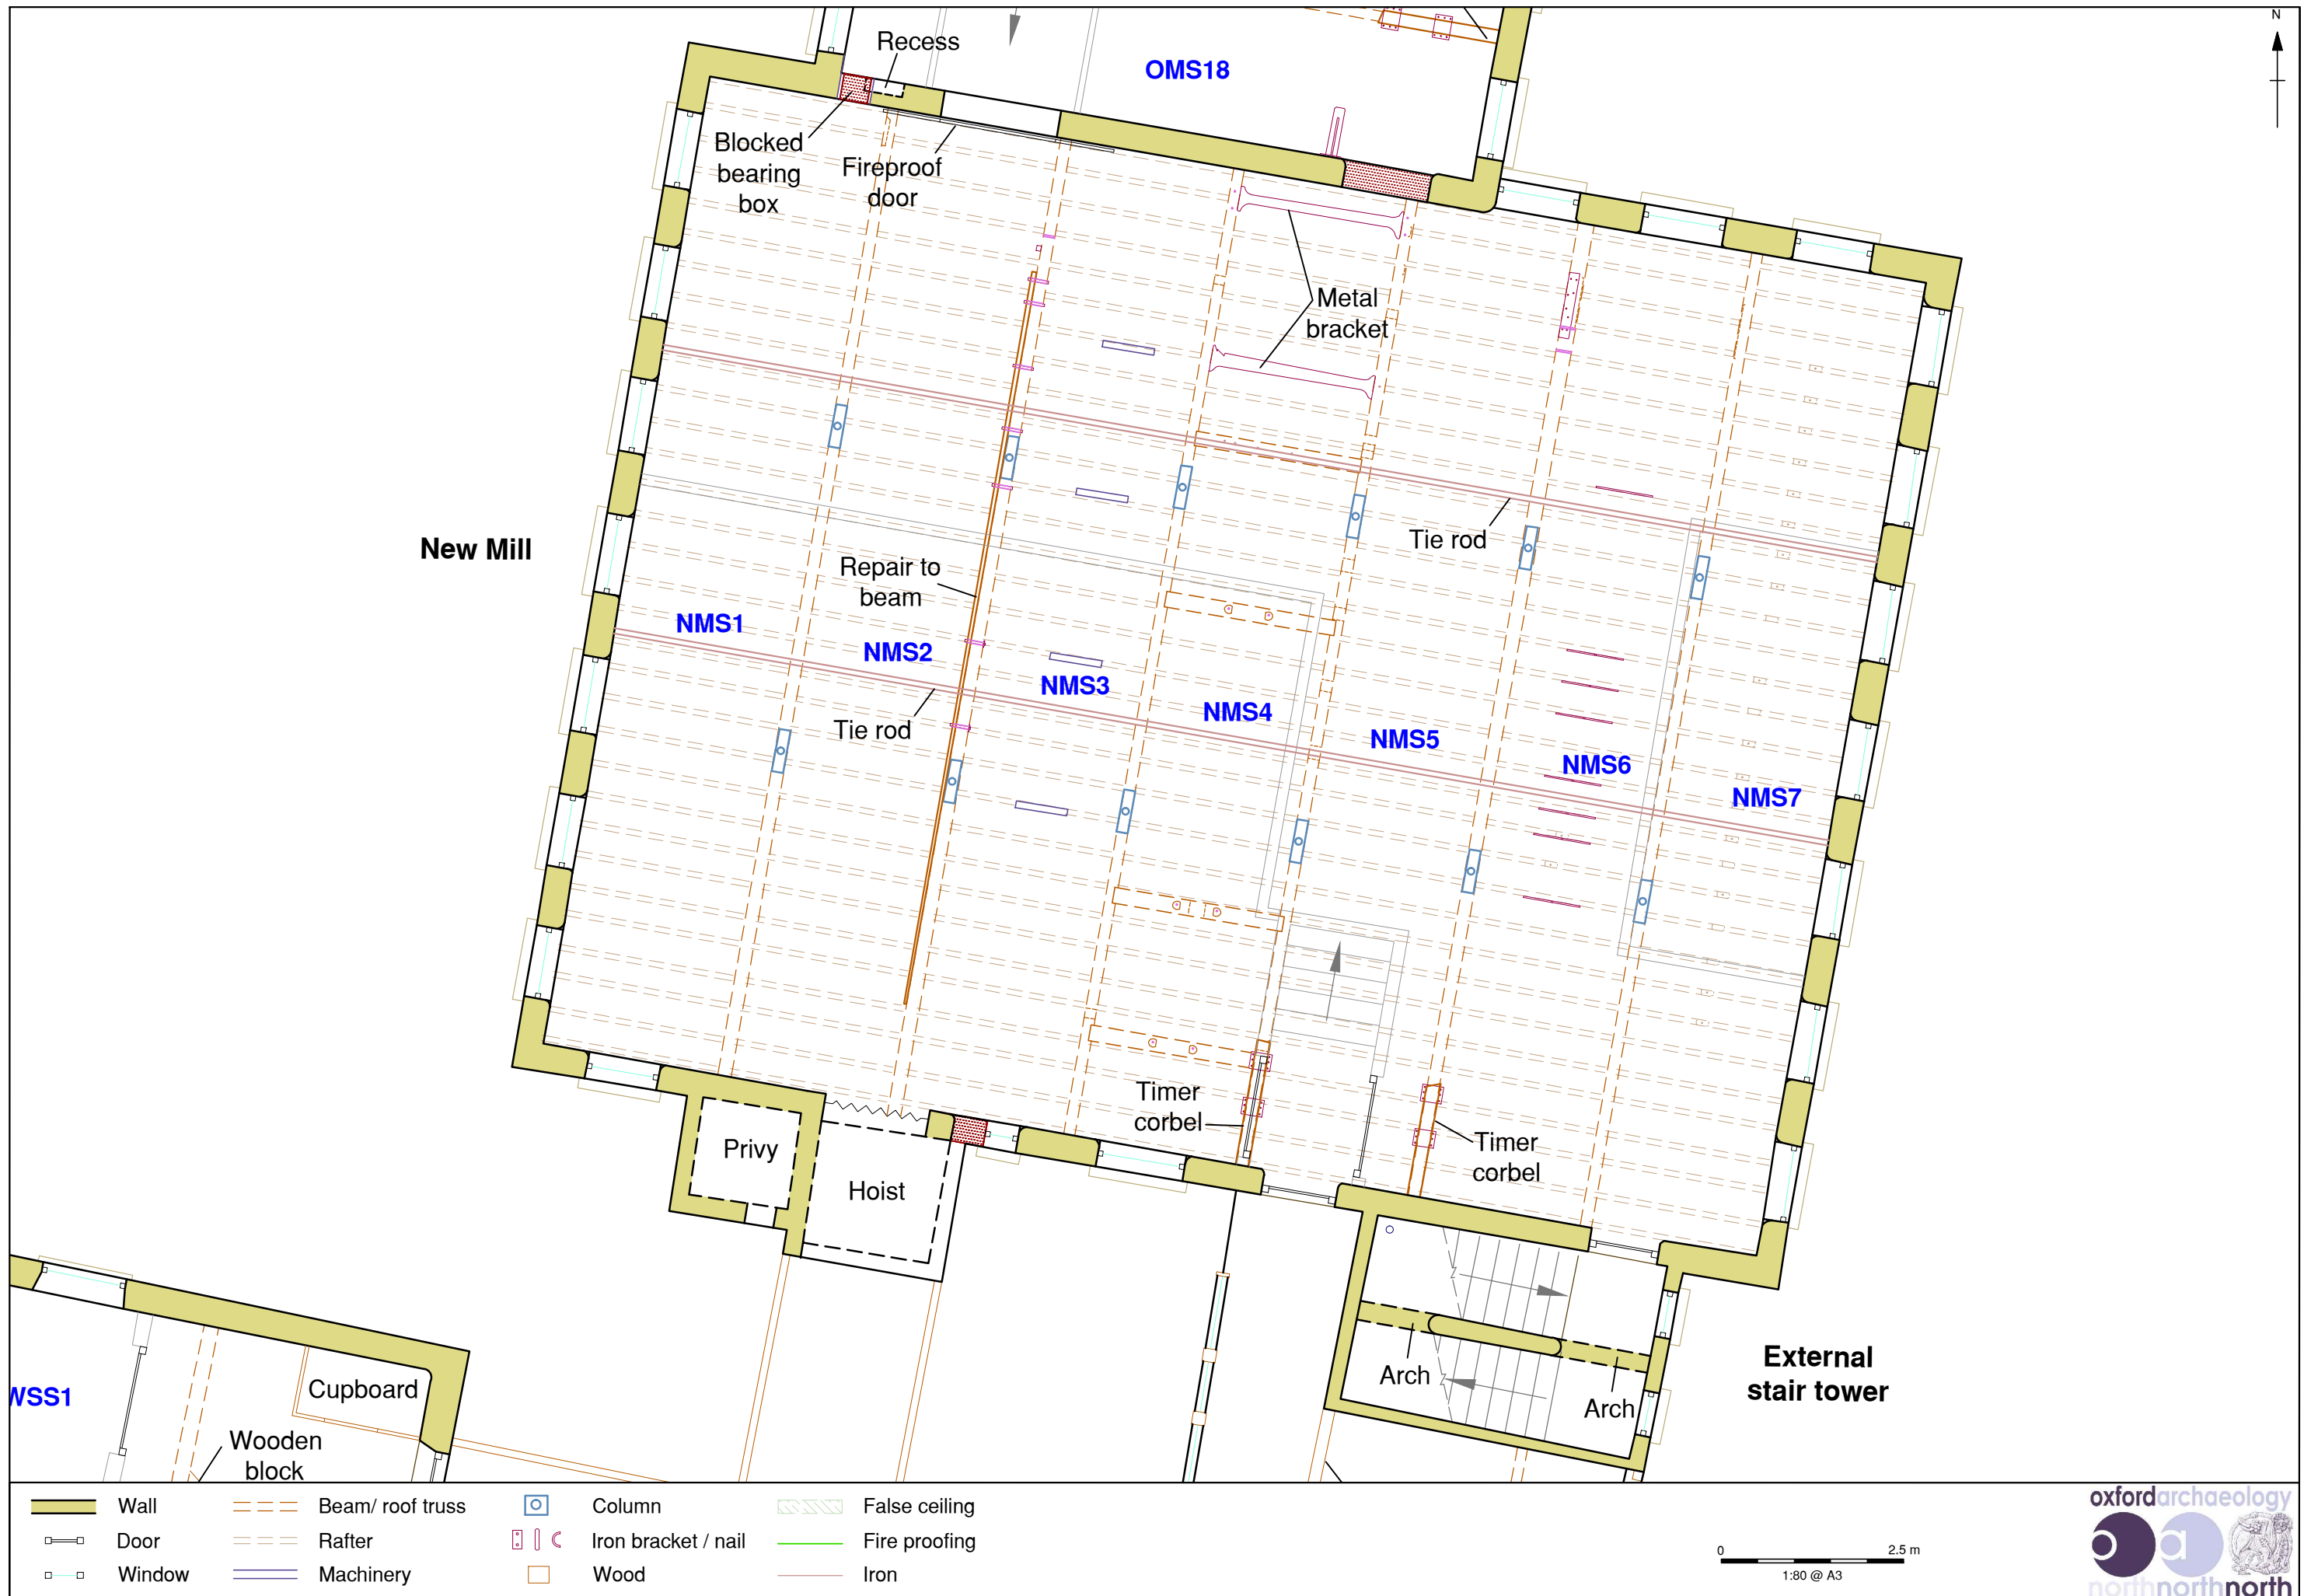 N
Recess
OMS18
Blocked
bearing
box
Fireproof
door
Metal
bracket
New Mill
Tie rod
Repair to
beam
NMS1
NMS2
NMS3
NMS4
NMS5
NMS6
NMS7
Tie rod
Timer
corbel
Timer
corbel
Privy
Hoist
External
stair tower
Arch
Arch
Cupboard
WSS1
Wooden
block
Wall
Beam/ roof truss
Column
False ceiling
Door
Rafter
Iron bracket / nail
Fire proofing
Window
Machinery
Wood
Iron
0 2.5 m
1:80 @ A3
oxfordarchaeology
oa
northnorthnorth